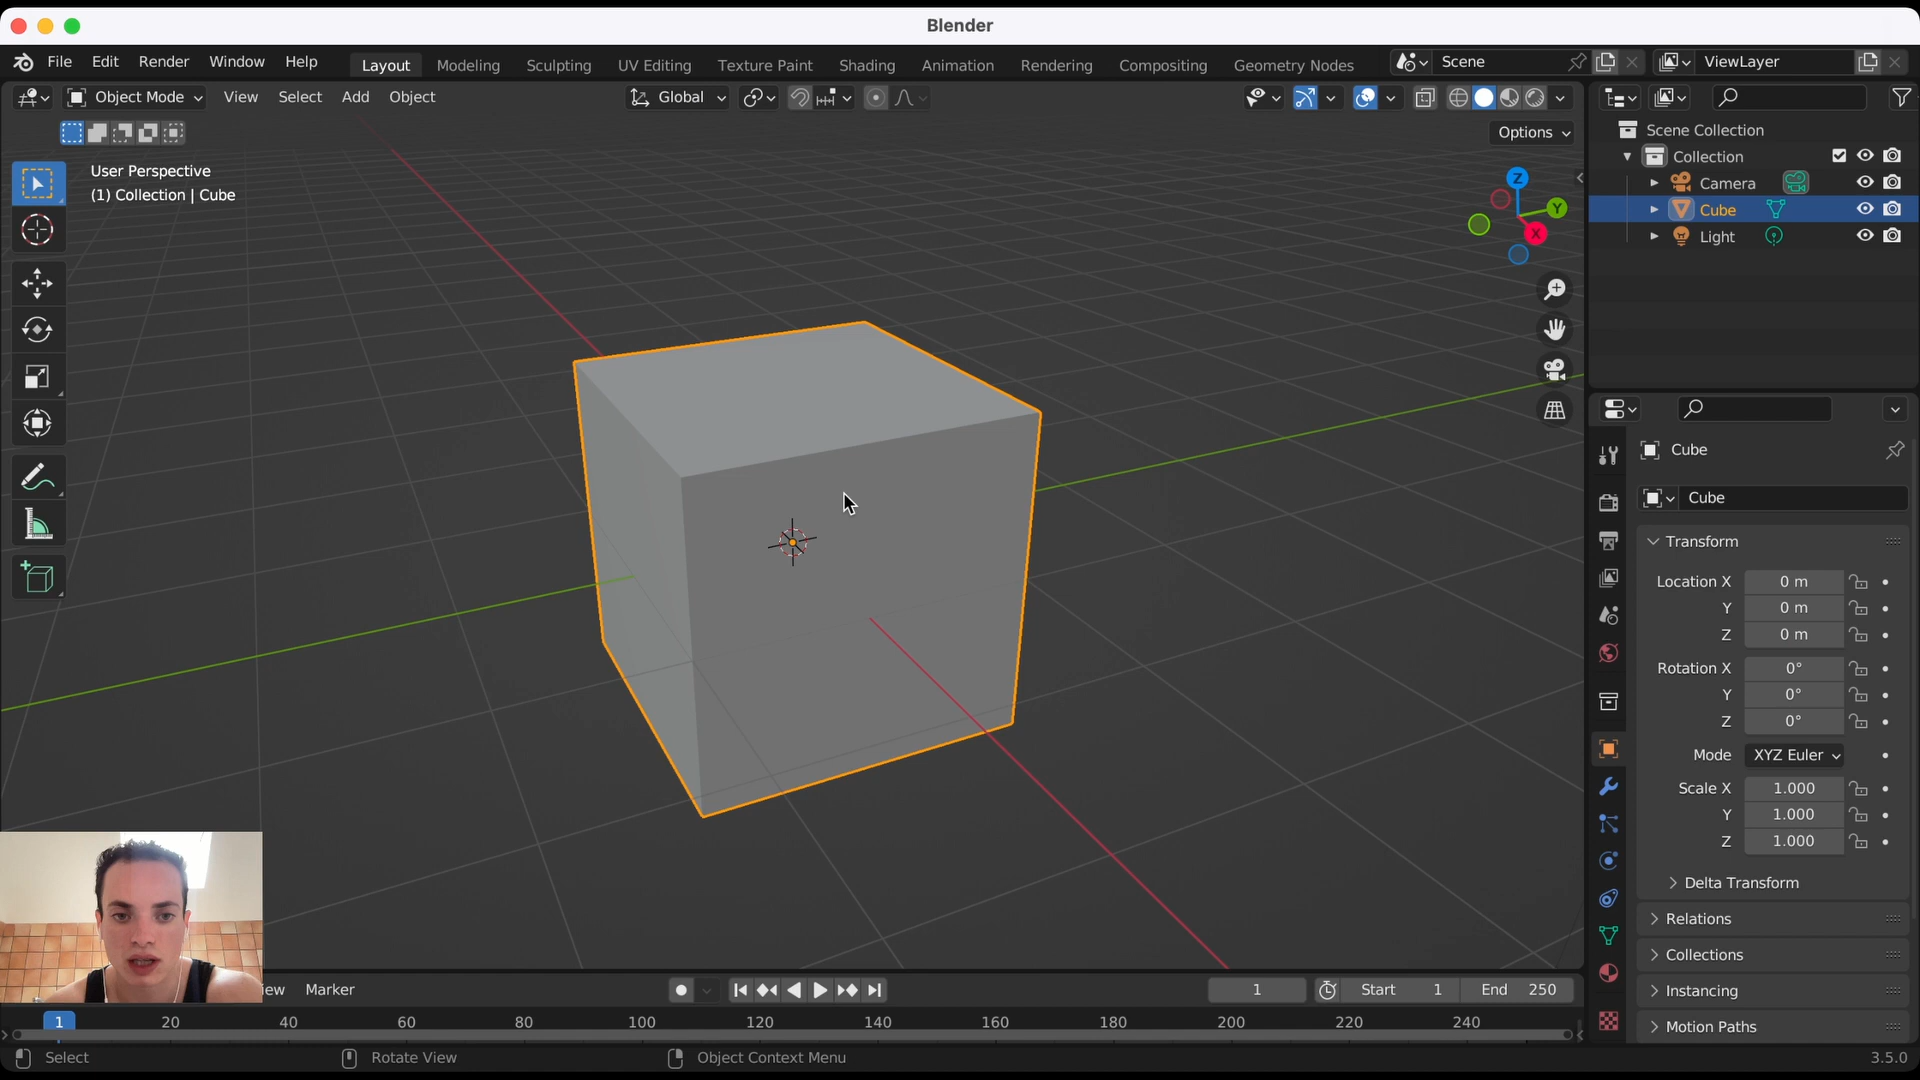 Blender
File Edit Render Window Help
Layout Modeling Sculpting UV Editing Texture Paint Shading Animation Rendering Compositing Geometry Nodes
Scene
ViewLayer
Object Mode View Select Add Object
Global
Options
User Perspective
(1) Collection | Cube
Z
Y
X
Scene Collection
Collection
Camera
Cube
Light
Cube
Cube
Transform
Location X 0 m
Y 0 m
Z 0 m
Rotation X 0°
Y 0°
Z 0°
Mode XYZ Euler
Scale X 1.000
Y 1.000
Z 1.000
Delta Transform
Relations
Collections
Instancing
Motion Paths
Marker
1
Start 1
End 250
1 20 40 60 80 100 120 140 160 180 200 220 240
Select Rotate View Object Context Menu 3.5.0